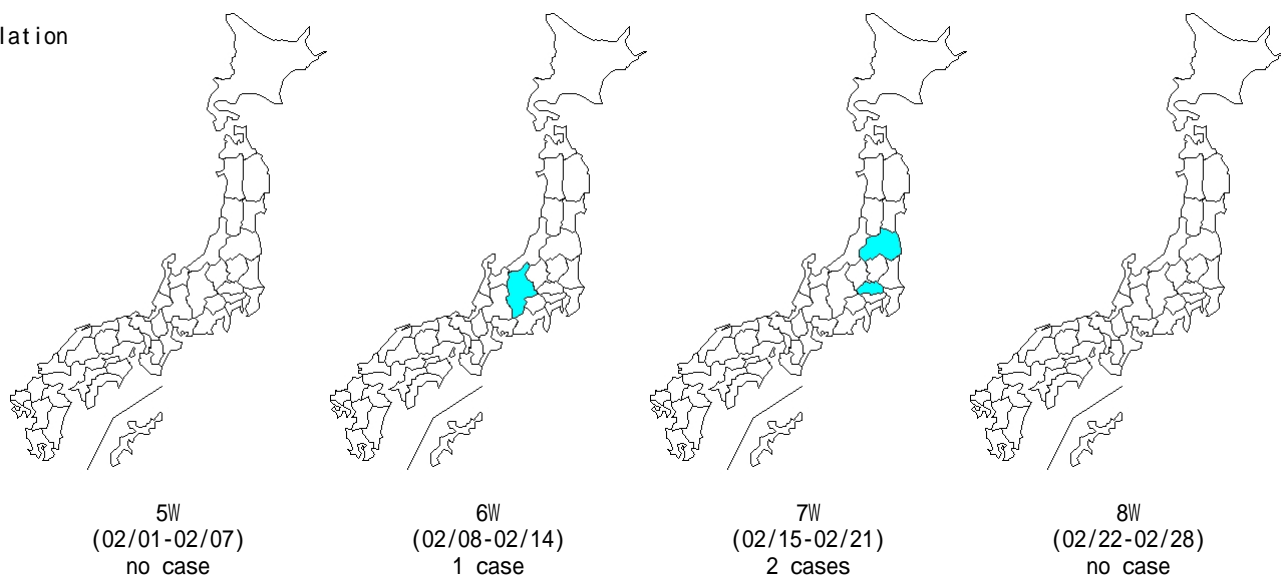 lation
5W
(02/01-02/07)
no case
6W
(02/08-02/14)
1 case
7W
(02/15-02/21)
2 cases
8W
(02/22-02/28)
no case